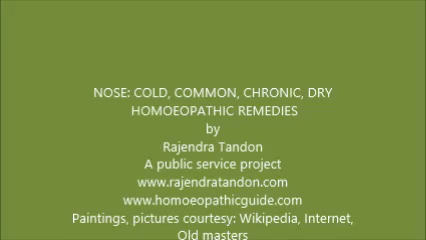 NOSE: COLD, COMMON, CHRONIC, DRY
HOMOEOPATHIC REMEDIES
by
Rajendra Tandon
A public service project
www.rajendratandon.com
www.homoeopathicguide.com
Paintings, pictures courtesy: Wikipedia, Internet,
Old masters